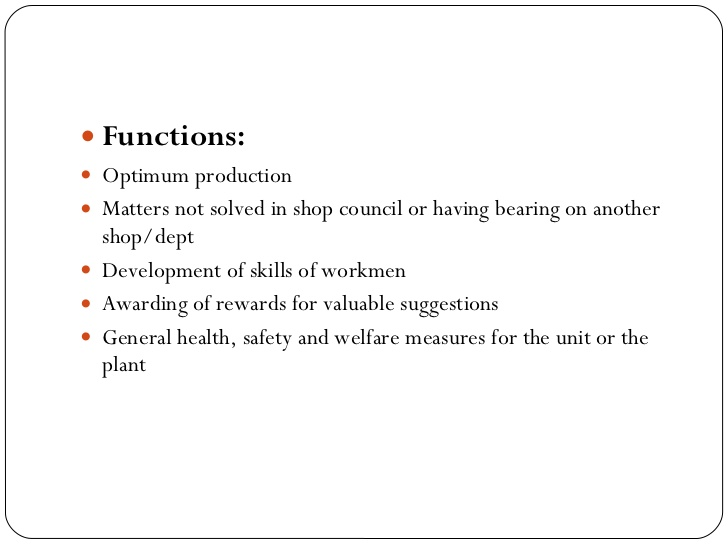 Functions:
Optimum production
Matters not solved in shop council or having bearing on another
shop/dept
Development of skills of workmen
Awarding of rewards for valuable suggestions
General health, safety and welfare measures for the unit or the
plant